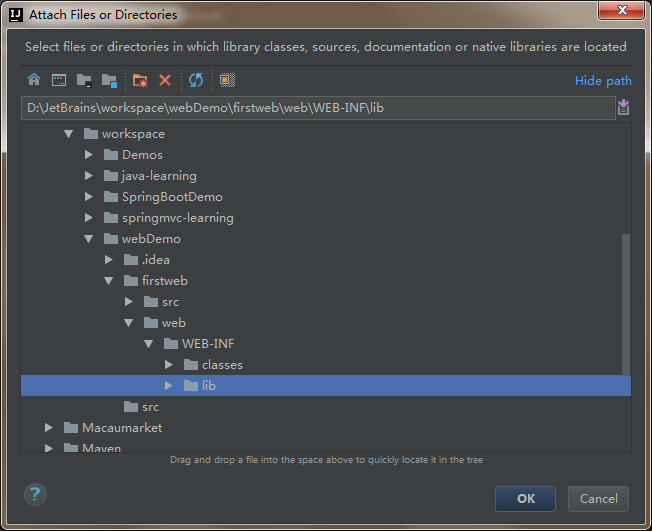 Attach Files or Directories
Select files or directories in which library classes, sources, documentation or native libraries are located
Hide path
D:\JetBrains\workspace\webDemo\firstweb\web\WEB-INF\lib
workspace
Demos
java-learning
SpringBootDemo
springmvc-learning
webDemo
.idea
firstweb
src
web
WEB-INF
classes
lib
src
Macaumarket
Maven
Drag and drop a file into the space above to quickly locate it in the tree
?
OK
Cancel